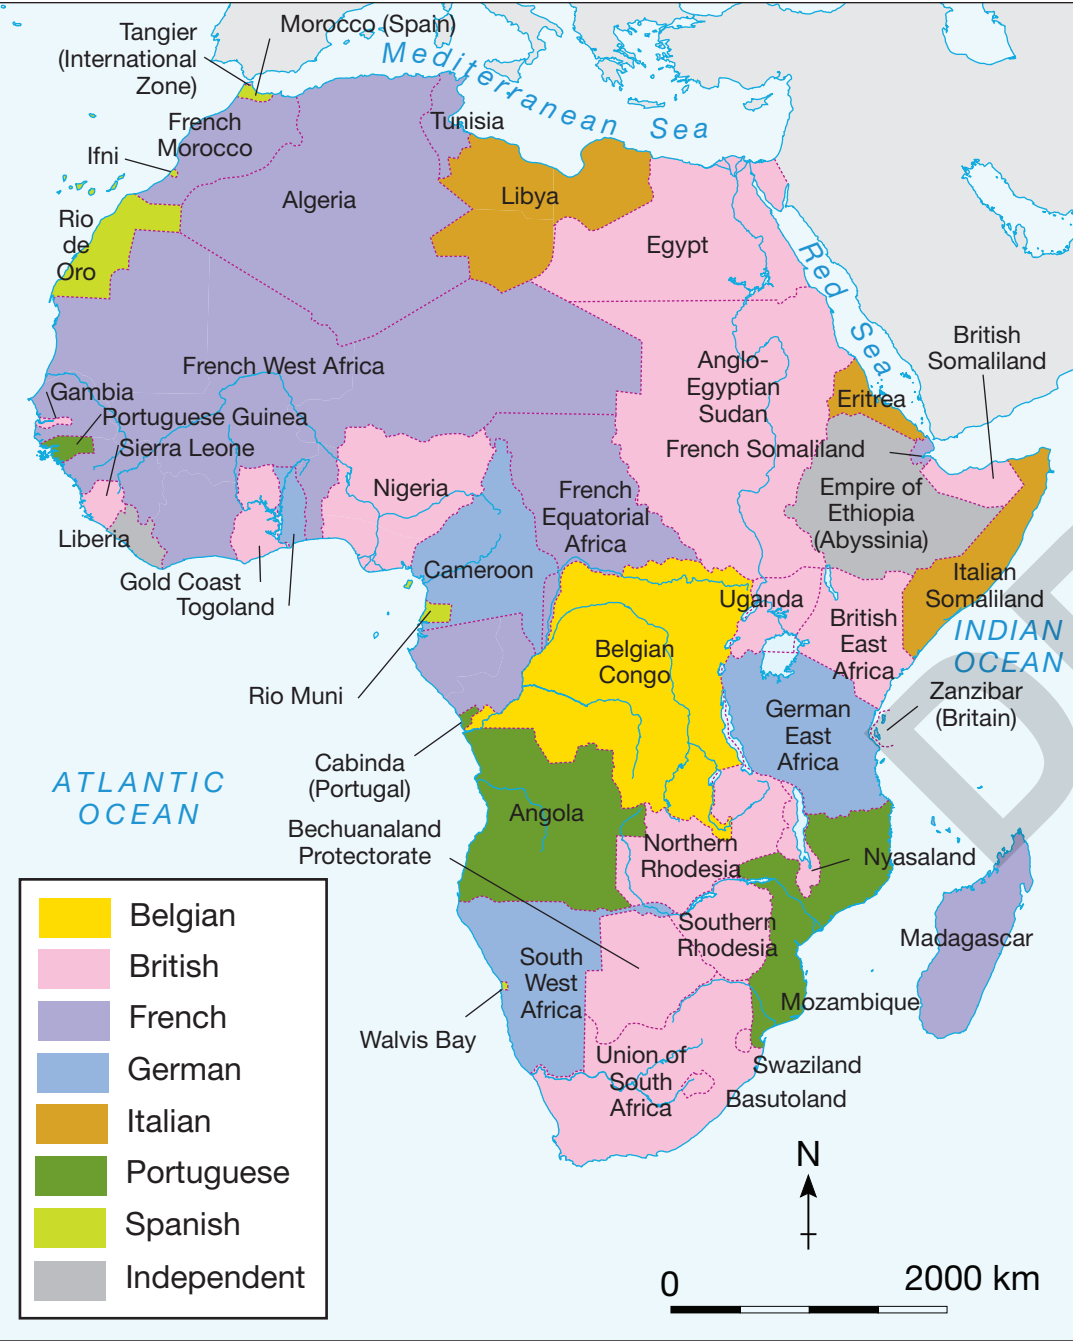 Tangier
(International
Zone)
Morocco (Spain)
Mediterranean Sea
French
Morocco
Tunisia
Ifni
Algeria
Libya
Rio
de
Oro
Egypt
Red Sea
British
Somaliland
French West Africa
Anglo-
Egyptian
Sudan
Eritrea
Gambia
Portuguese Guinea
Sierra Leone
French Somaliland
Nigeria
French
Equatorial
Africa
Empire of
Ethiopia
(Abyssinia)
Liberia
Gold Coast
Togoland
Cameroon
Italian
Somaliland
Uganda
British
East
Africa
INDIAN
OCEAN
Belgian
Congo
Rio Muni
Zanzibar
(Britain)
German
East
Africa
Cabinda
(Portugal)
ATLANTIC
OCEAN
Angola
Bechuanaland
Protectorate
Northern
Rhodesia
Nyasaland
Southern
Rhodesia
Madagascar
South
West
Africa
Mozambique
Walvis Bay
Union of
South
Africa
Swaziland
Basutoland
Belgian
British
French
German
Italian
Portuguese
Spanish
Independent
N
0
2000 km